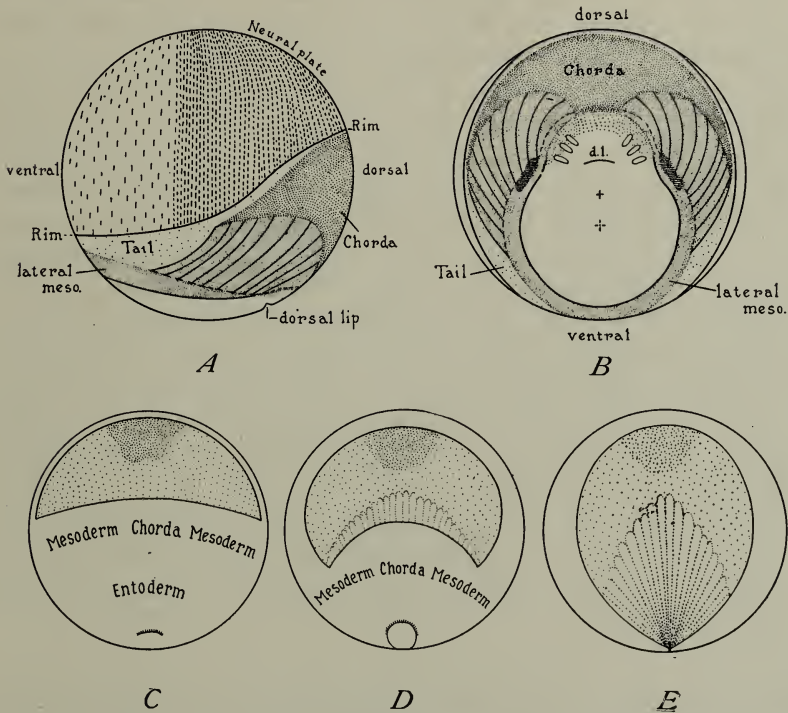 Neural plate
Rim
ventral
dorsal
Rim
Tail
Chorda
lateral
meso.
dorsal lip
A
dorsal
Chorda
d.l.
Tail
lateral
meso.
ventral
B
Mesoderm Chorda Mesoderm
Entoderm
C
Mesoderm Chorda Mesoderm
D
E